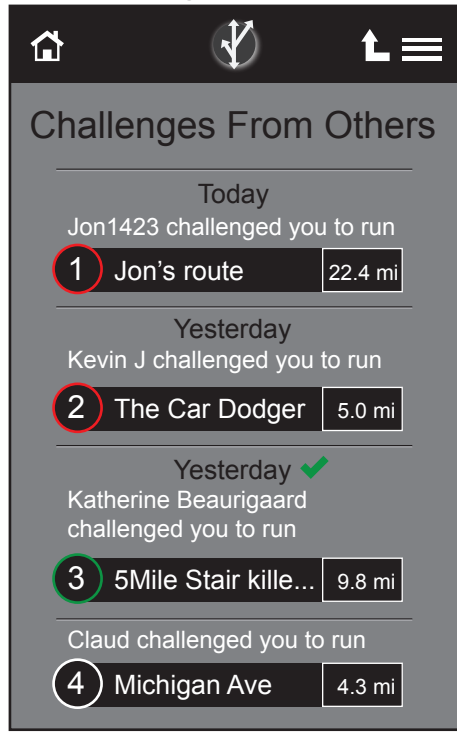 Challenges From Others
Today
Jon1423 challenged you to run
1 Jon's route 22.4 mi
Yesterday
Kevin J challenged you to run
2 The Car Dodger 5.0 mi
Yesterday
Katherine Beaurigaard
challenged you to run
3 5Mile Stair kille... 9.8 mi
Claud challenged you to run
4 Michigan Ave 4.3 mi